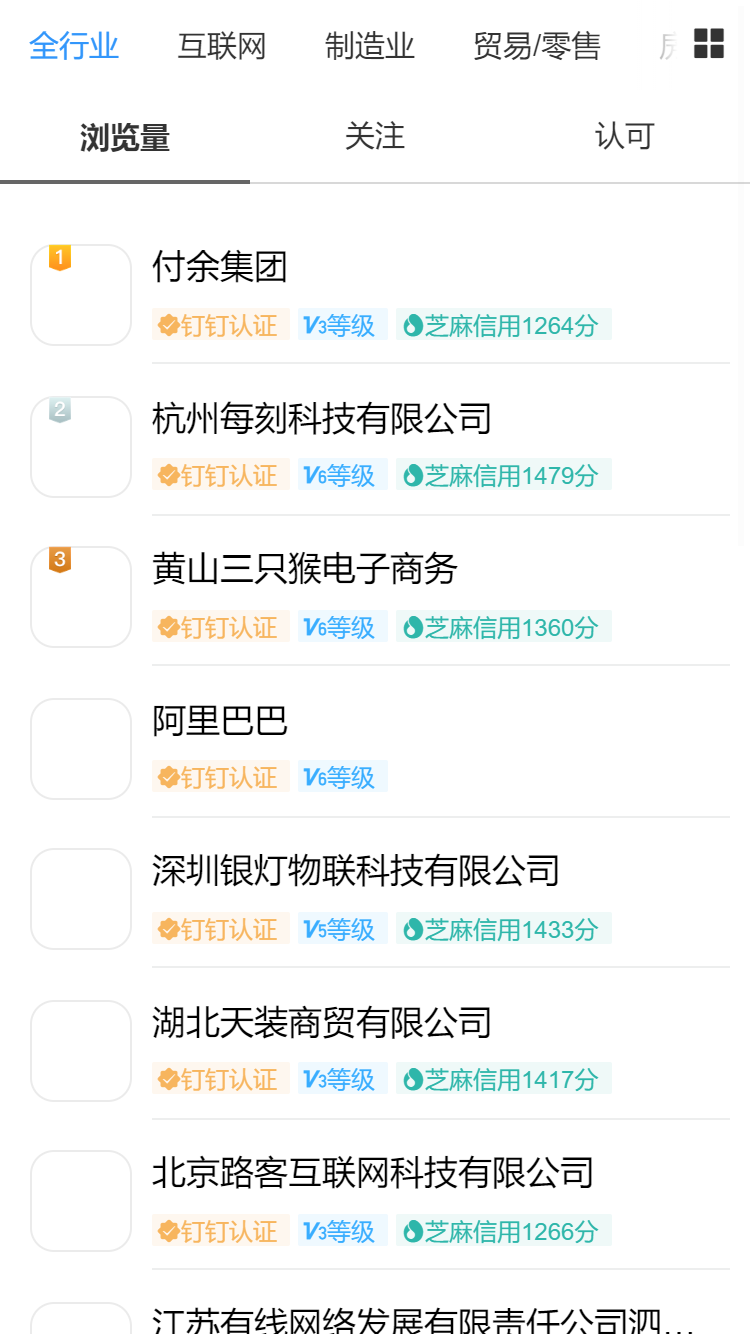 全行业 互联网 制造业 贸易/零售
浏览量 关注 认可
1
付余集团
钉钉认证 V3等级 芝麻信用1264分
2
杭州每刻科技有限公司
钉钉认证 V6等级 芝麻信用1479分
3
黄山三只猴电子商务
钉钉认证 V6等级 芝麻信用1360分
阿里巴巴
钉钉认证 V6等级
深圳银灯物联科技有限公司
钉钉认证 V5等级 芝麻信用1433分
湖北天装商贸有限公司
钉钉认证 V3等级 芝麻信用1417分
北京路客互联网科技有限公司
钉钉认证 V3等级 芝麻信用1266分
江苏有线网络发展有限责任公司泗...